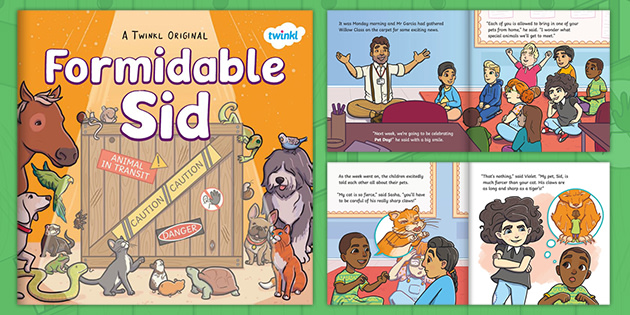 A TWINKL ORIGINAL
twinkl
Formidable
Sid
ANIMAL
IN TRANSIT
CAUTION
CAUTION
DANGER
It was Monday morning and Mr Garcia had gathered
Willow Class on the carpet for some exciting news.
"Each of you is allowed to bring in one of your
pets from home," he said. "I wonder what
special animals we'll get to meet."
"Next week, we're going to be celebrating
Pet Day!" he said with a big smile.
As the week went on, the children excitedly
told each other all about their pets.
"My cat is so fierce," said Sasha, "you'll have
to be careful of his really sharp claws!"
"That's nothing," said Violet. "My pet, Sid, is
much fiercer than your cat. His claws are
as long and sharp as a tiger's!"